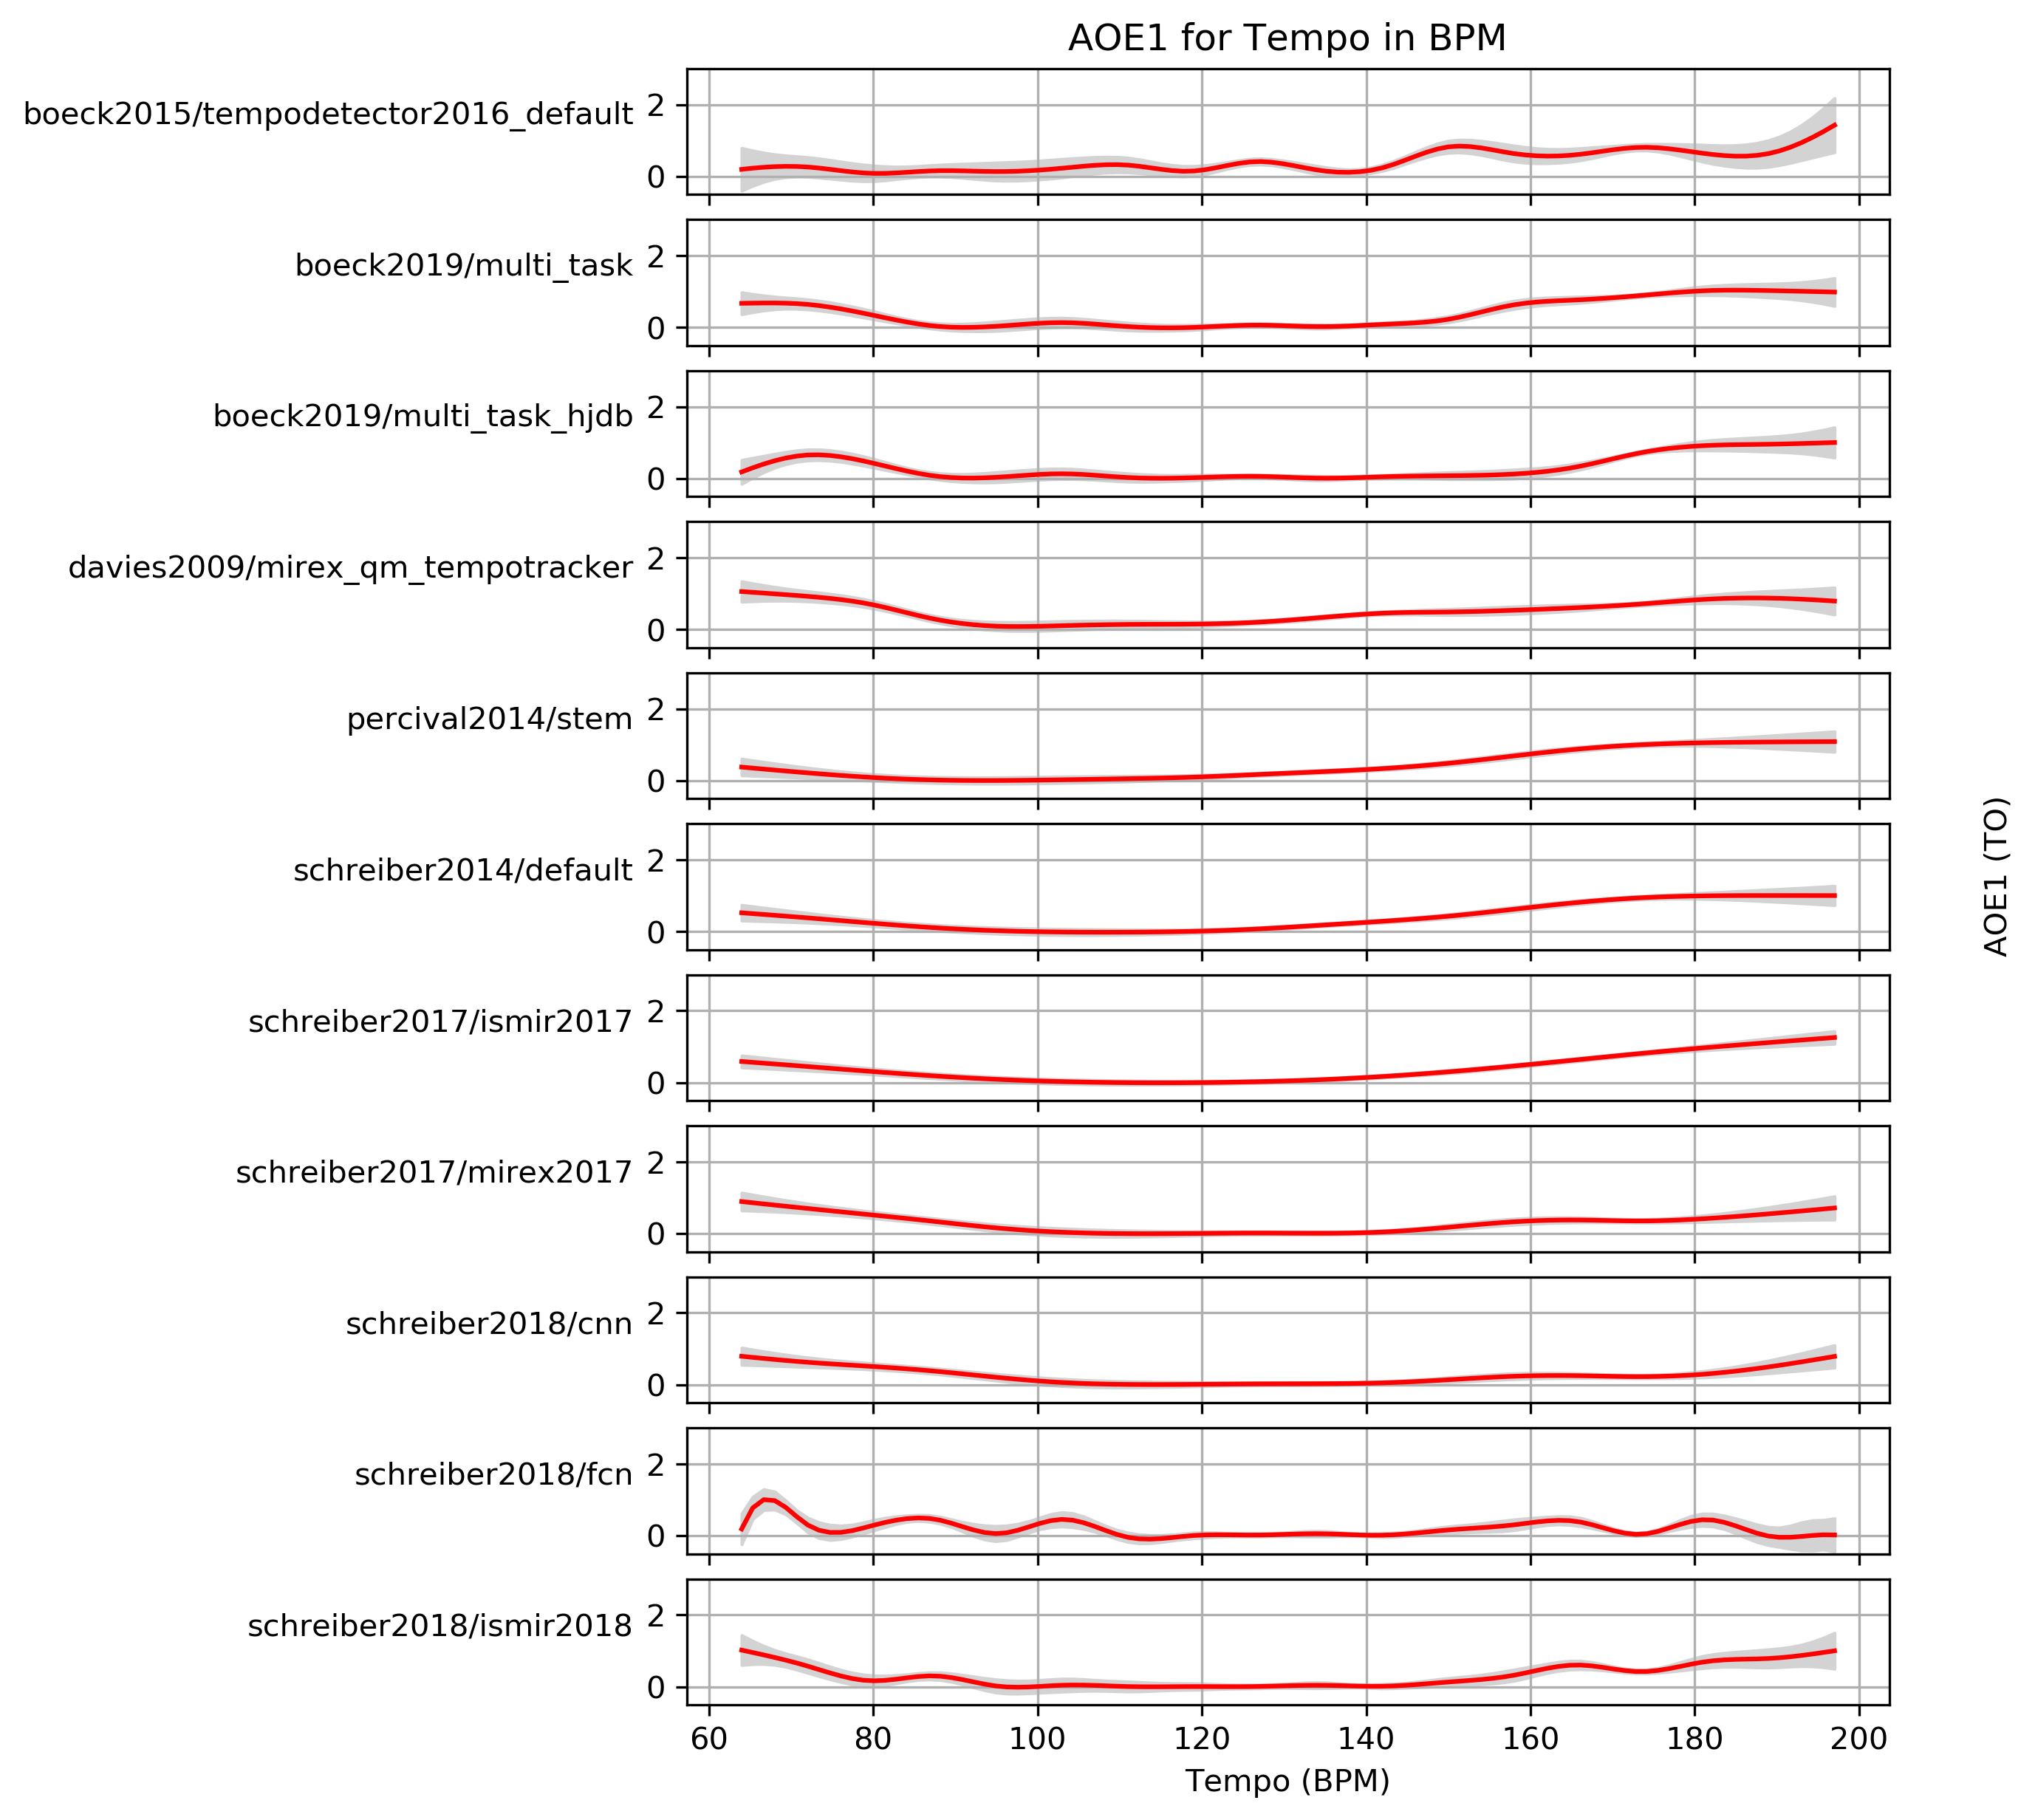 AOE1 for Tempo in BPM
boeck2015/tempodetector2016_default
2
0
boeck2019/multi_task
2
0
boeck2019/multi_task_hjdb
2
0
davies2009/mirex_qm_tempotracker
2
0
percival2014/stem
2
0
schreiber2014/default
2
0
schreiber2017/ismir2017
2
0
schreiber2017/mirex2017
2
0
schreiber2018/cnn
2
0
schreiber2018/fcn
2
0
schreiber2018/ismir2018
2
0
60 80 100 120 140 160 180 200
Tempo (BPM)
AOE1 (TO)